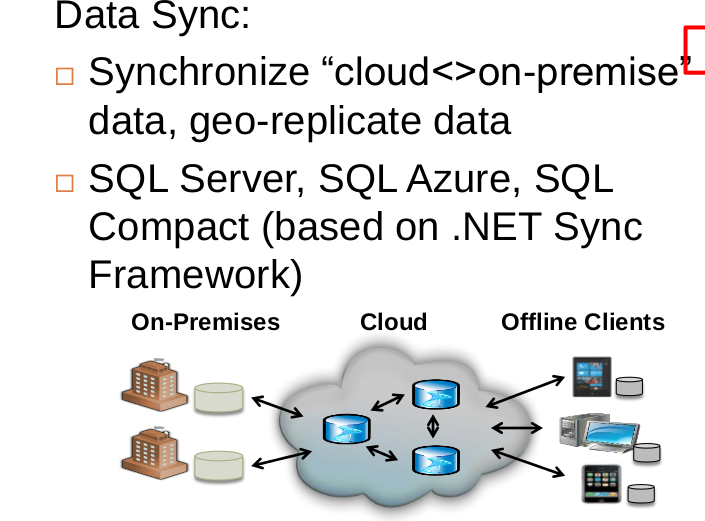 Data Sync:
Synchronize “cloud<>on-premise”
data, geo-replicate data
SQL Server, SQL Azure, SQL
Compact (based on .NET Sync
Framework)
On-Premises Cloud Offline Clients